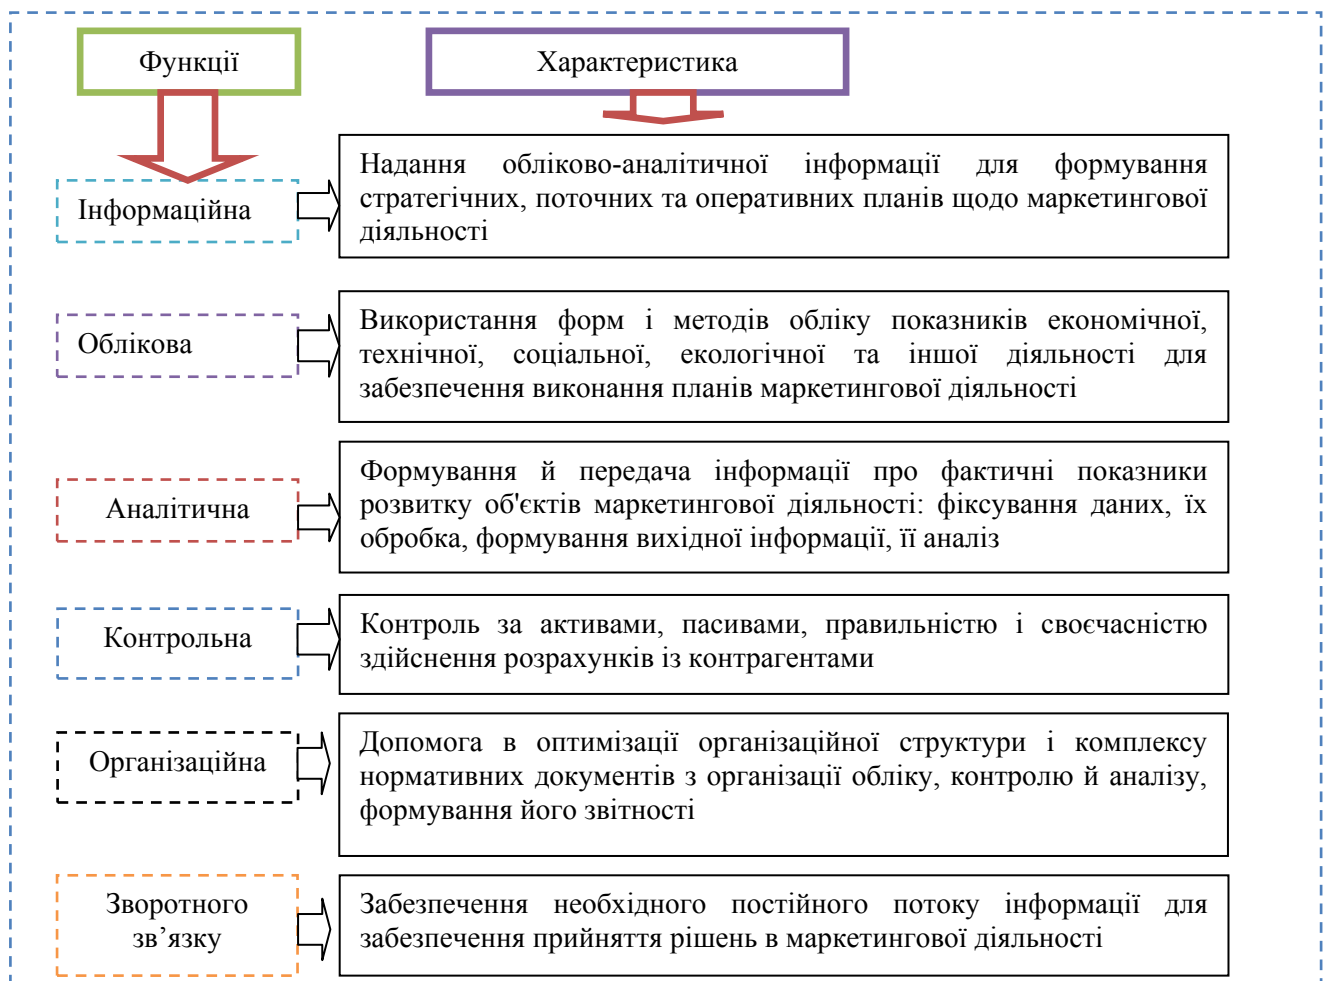 Функції
Характеристика
Інформаційна
Надання обліково-аналітичної інформації для формування
стратегічних, поточних та оперативних планів щодо маркетингової
діяльності
Облікова
Використання форм і методів обліку показників економічної,
технічної, соціальної, екологічної та іншої діяльності для
забезпечення виконання планів маркетингової діяльності
Аналітична
Формування й передача інформації про фактичні показники
розвитку об'єктів маркетингової діяльності: фіксування даних, їх
обробка, формування вихідної інформації, її аналіз
Контрольна
Контроль за активами, пасивами, правильністю і своєчасністю
здійснення розрахунків із контрагентами
Організаційна
Допомога в оптимізації організаційної структури і комплексу
нормативних документів з організації обліку, контролю й аналізу,
формування його звітності
Зворотного
зв’язку
Забезпечення необхідного постійного потоку інформації для
забезпечення прийняття рішень в маркетингової діяльності